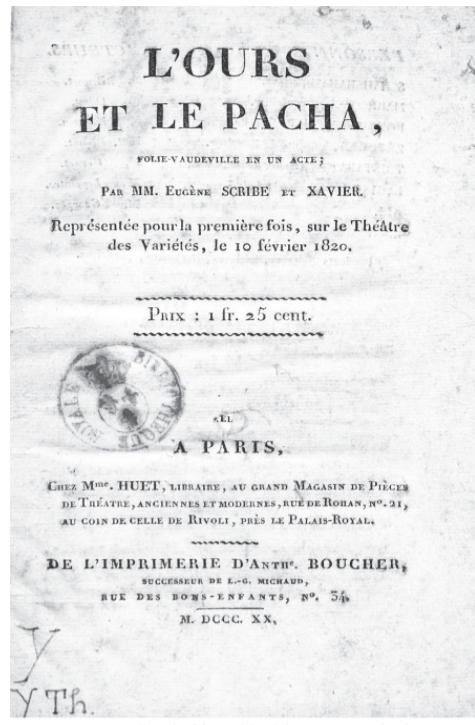 L'OURS
ET LE PACHA,
FOLIE-VAUDEVILLE EN UN ACTE;
PAR MM. EUGÈNE SCRIBE ET XAVIER.
Représentée pour la première fois, sur le Théâtre
des Variétés, le 10 février 1820.
PRIX : 1 fr. 25 cent.
BIBLIOTHEQUE ROYALE
A PARIS,
CHEZ Mme. HUET, LIBRAIRE, AU GRAND MAGASIN DE PIÈCES
DE THÉATRE, ANCIENNES ET MODERNES, RUE DE ROHAN, No. 21,
AU COIN DE CELLE DE RIVOLI, PRÈS LE PALAIS-ROYAL.
DE L'IMPRIMERIE D'ANTHe. BOUCHER,
SUCCESSEUR DE L.-G. MICHAUD,
RUE DES BONS-ENFANTS, No. 34.
M. DCCC. XX.
Y
Y Th.